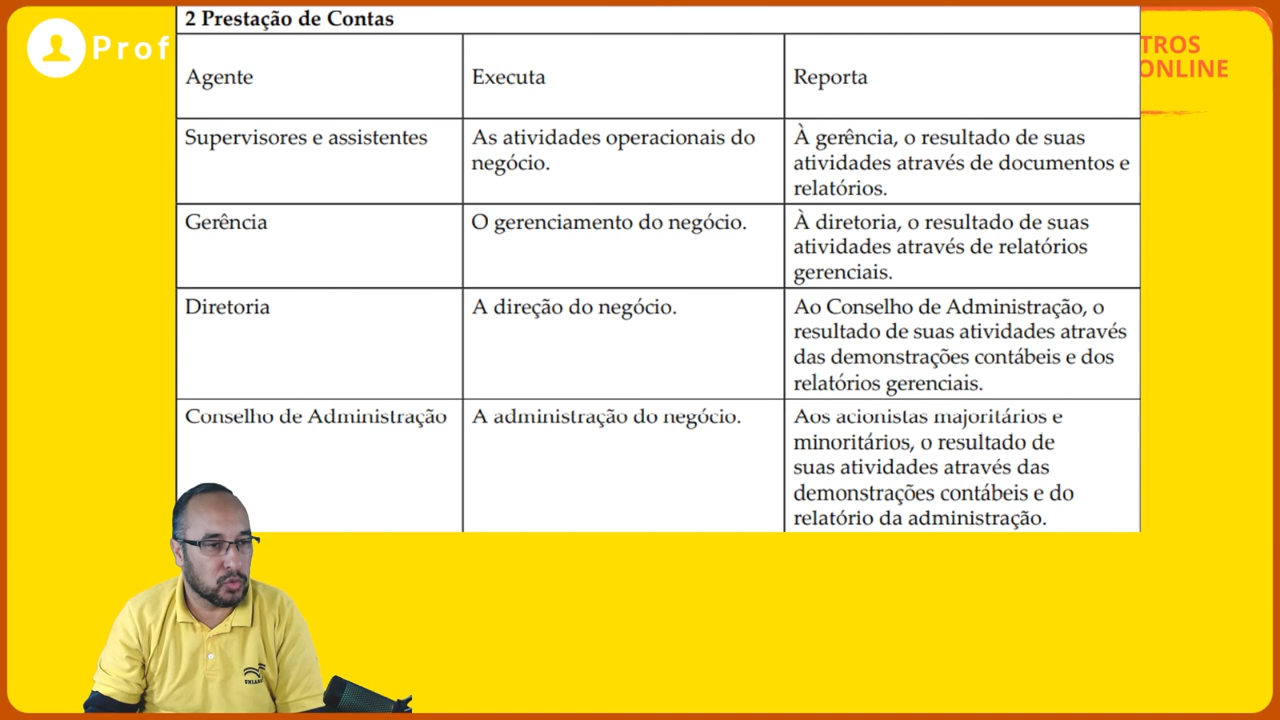 2 Prestação de Contas
Prof
TROS
ONLINE
Agente
Executa
Reporta
Supervisores e assistentes
As atividades operacionais do
negócio.
À gerência, o resultado de suas
atividades através de documentos e
relatórios.
Gerência
O gerenciamento do negócio.
À diretoria, o resultado de suas
atividades através de relatórios
gerenciais.
Diretoria
A direção do negócio.
Ao Conselho de Administração, o
resultado de suas atividades através
das demonstrações contábeis e dos
relatórios gerenciais.
Conselho de Administração
A administração do negócio.
Aos acionistas majoritários e
minoritários, o resultado de
suas atividades através das
demonstrações contábeis e do
relatório da administração.